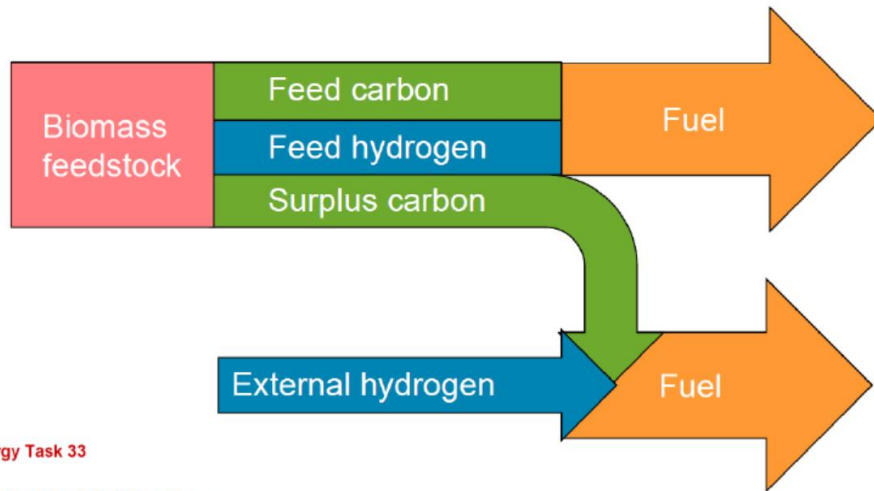 Feed carbon
Fuel
Biomass
feedstock
Feed hydrogen
Surplus carbon
External hydrogen
Fuel
gy Task 33